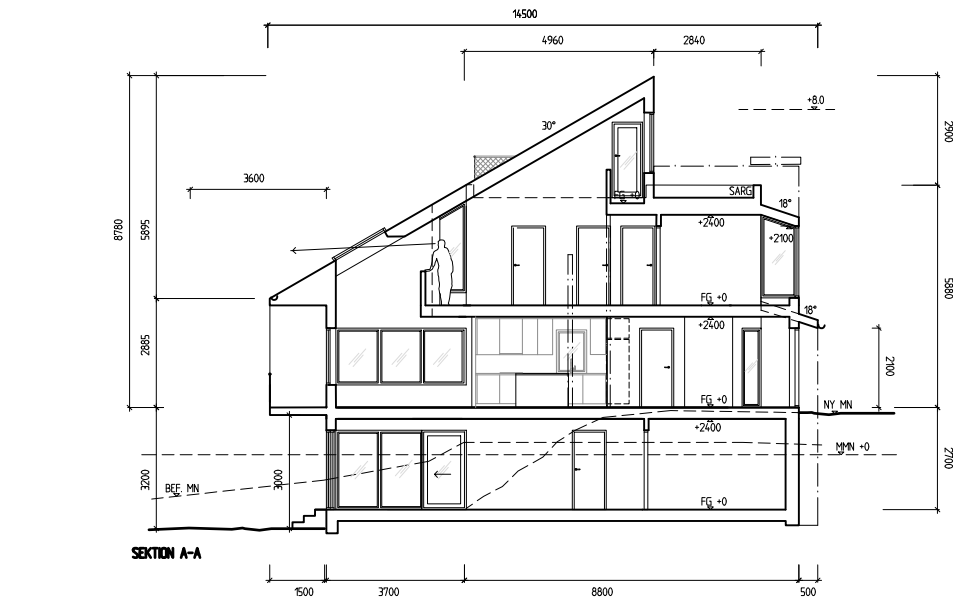 14500
4960 2840
+8.0
30°
2900
3600
FG +0
SARG
18°
8780
5895
+2400
+2100
FG +0
5880
18°
+2400
2885
2100
FG +0
NY MN
+2400
MMN +0
3200
BEF. MN
3000
2700
FG +0
SEKTION A-A
1500 3700 8800 500